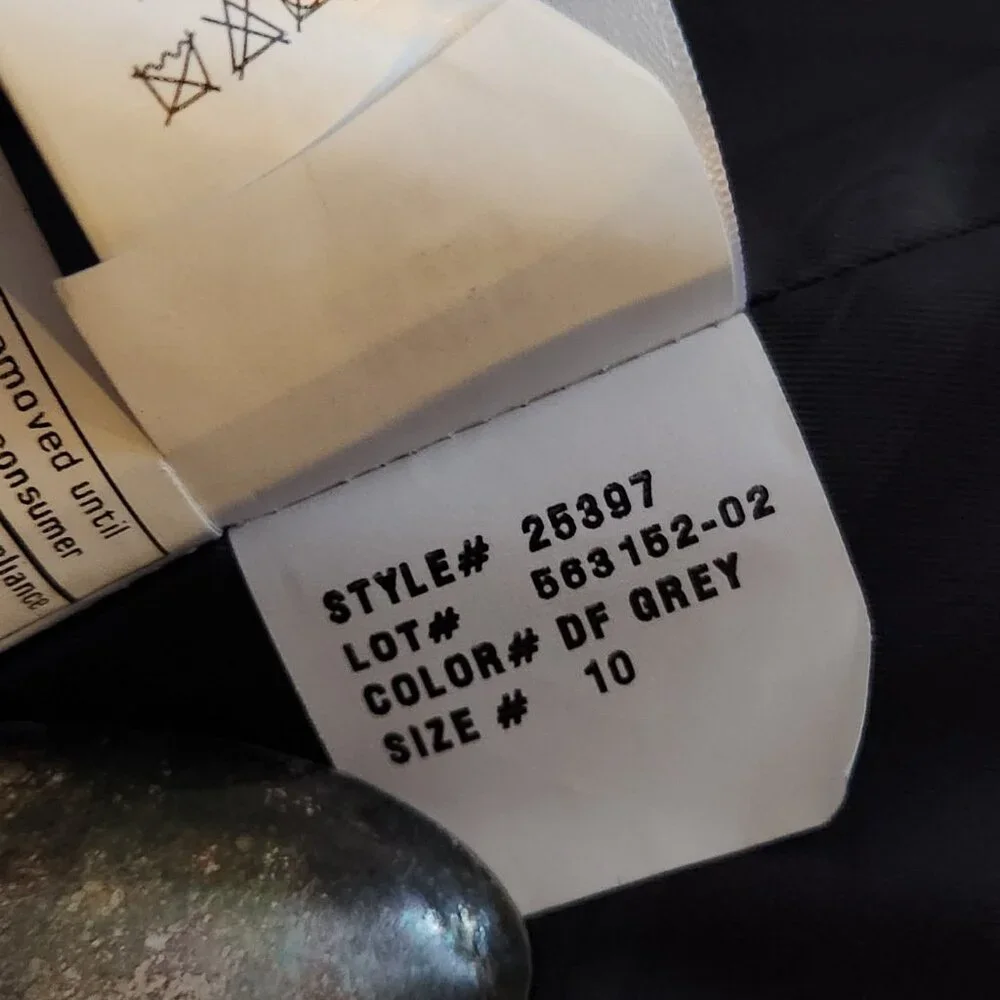 moved until
consumer
STYLE# 25397
LOT# 563152-02
COLOR# DF GREY
SIZE # 10